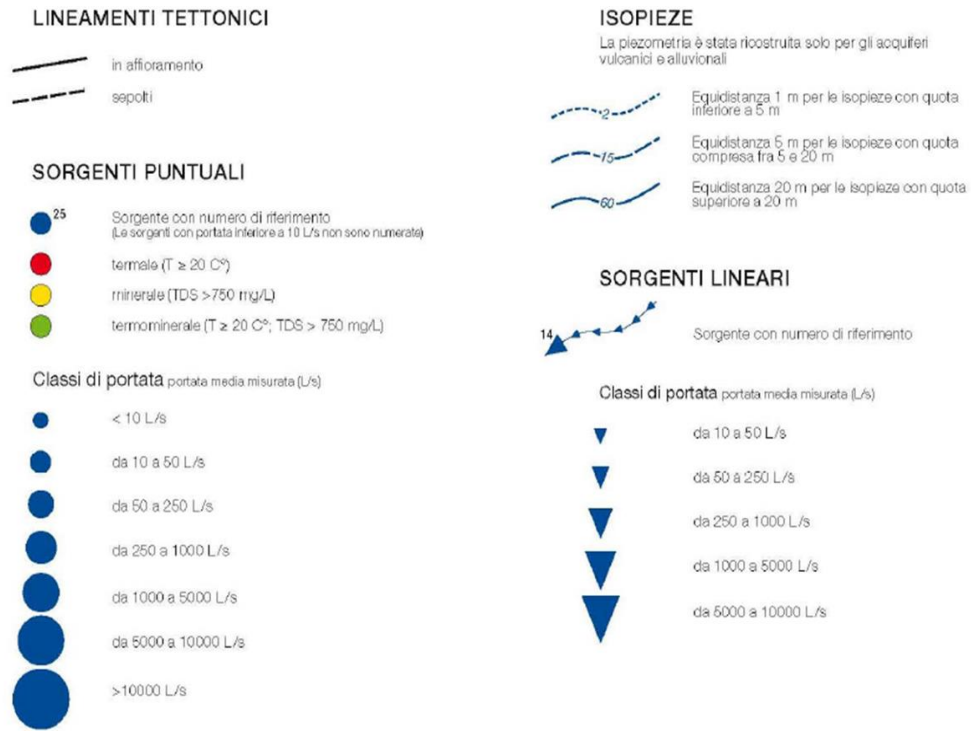 LINEAMENTI TETTONICI
in affioramento
sepolti
SORGENTI PUNTUALI
25
Sorgente con numero di riferimento
(Le sorgenti con portata inferiore a 10 L/s non sono numerate)
termale (T ≥ 20 C°)
minerale (TDS >750 mg/L)
termominerale (T ≥ 20 C°; TDS > 750 mg/L)
Classi di portata portata media misurata (L/s)
< 10 L/s
da 10 a 50 L/s
da 50 a 250 L/s
da 250 a 1000 L/s
da 1000 a 5000 L/s
da 5000 a 10000 L/s
>10000 L/s
ISOPIEZE
La piezometria è stata ricostruita solo per gli acquiferi
vulcanici e alluvionali
2
Equidistanza 1 m per le isopieze con quota
inferiore a 5 m
15
Equidistanza 5 m per le isopieze con quota
compresa fra 5 e 20 m
60
Equidistanza 20 m per le isopieze con quota
superiore a 20 m
SORGENTI LINEARI
14
Sorgente con numero di riferimento
Classi di portata portata media misurata (L/s)
da 10 a 50 L/s
da 50 a 250 L/s
da 250 a 1000 L/s
da 1000 a 5000 L/s
da 5000 a 10000 L/s